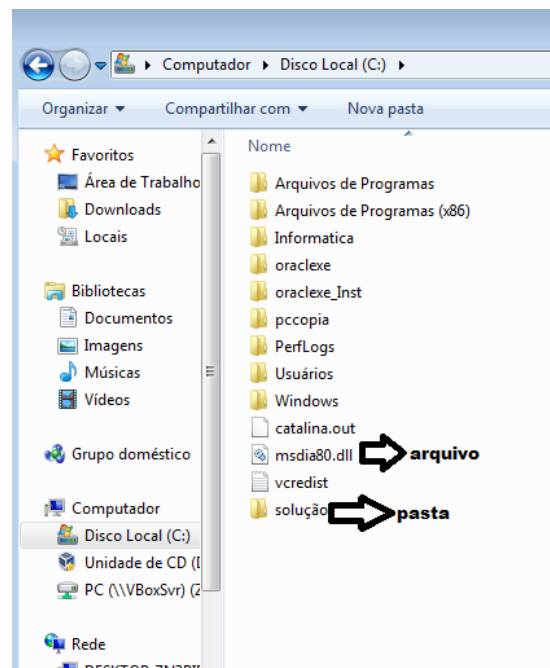 Computador Disco Local (C:)
Organizar Compartilhar com Nova pasta
Favoritos
Área de Trabalho
Downloads
Locais
Bibliotecas
Documentos
Imagens
Músicas
Vídeos
Grupo doméstico
Computador
Disco Local (C:)
Unidade de CD (
PC (\\VBoxSvr) (
Rede
Nome
Arquivos de Programas
Arquivos de Programas (x86)
Informatica
oraclexe
oraclexe_Inst
pccopia
PerfLogs
Usuários
Windows
catalina.out
msdia80.dll arquivo
vcredist
solução pasta